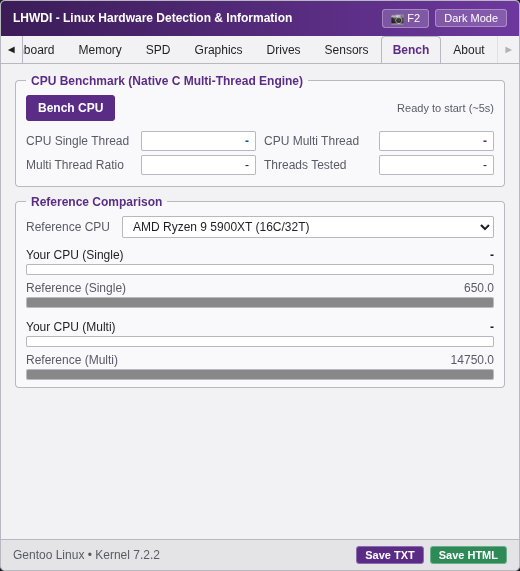 LHWDI - Linux Hardware Detection & Information
📷 F2
Dark Mode
◄ board Memory SPD Graphics Drives Sensors Bench About ►
CPU Benchmark (Native C Multi-Thread Engine)
Bench CPU
Ready to start (~5s)
CPU Single Thread - CPU Multi Thread -
Multi Thread Ratio - Threads Tested -
Reference Comparison
Reference CPU AMD Ryzen 9 5900XT (16C/32T)
Your CPU (Single) -
Reference (Single) 650.0
Your CPU (Multi) -
Reference (Multi) 14750.0
Gentoo Linux • Kernel 7.2.2
Save TXT
Save HTML